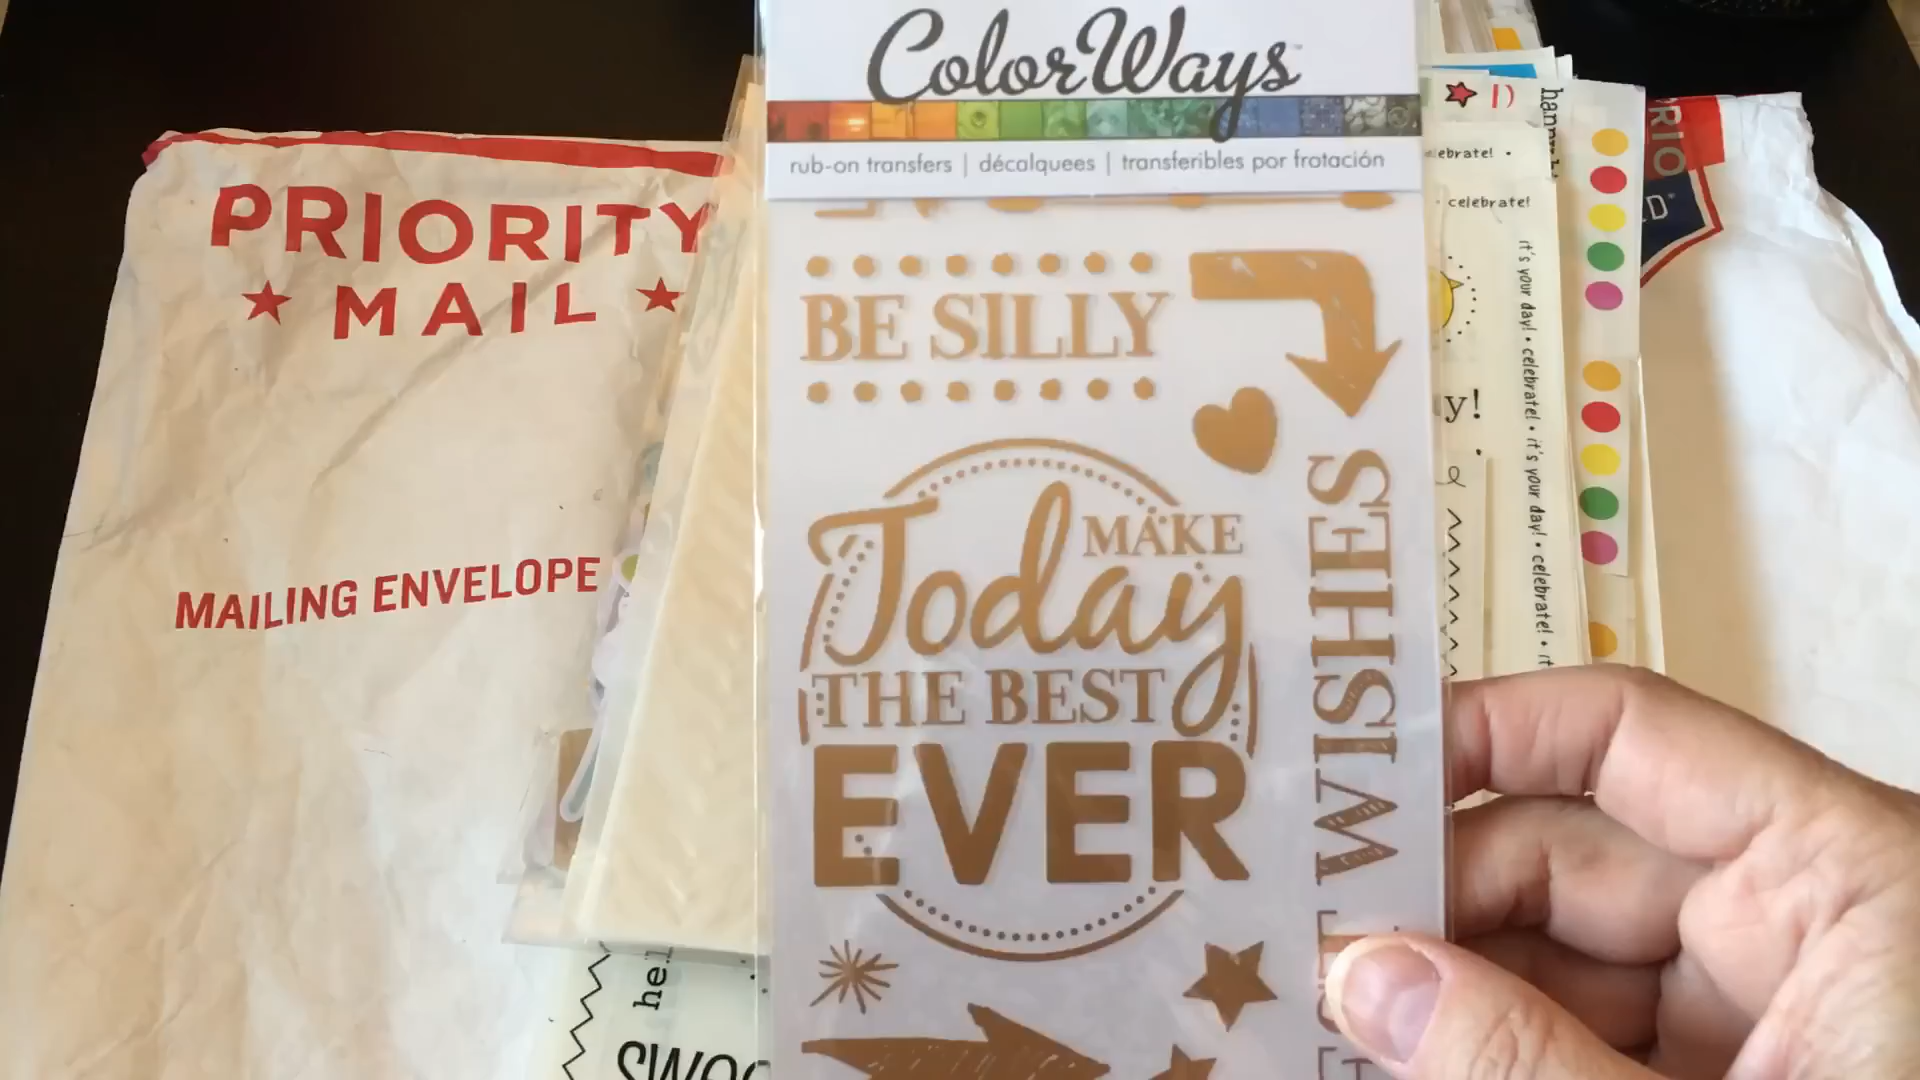 ColorWays
rub-on transfers | décalquees | transferibles por frotación
PRIORITY
MAIL
MAILING ENVELOPE
BE SILLY
MAKE
Today
THE BEST
EVER
WISHES
celebrate!
y!
it's your day! • celebrate! • it's your day! • celebrate! • it